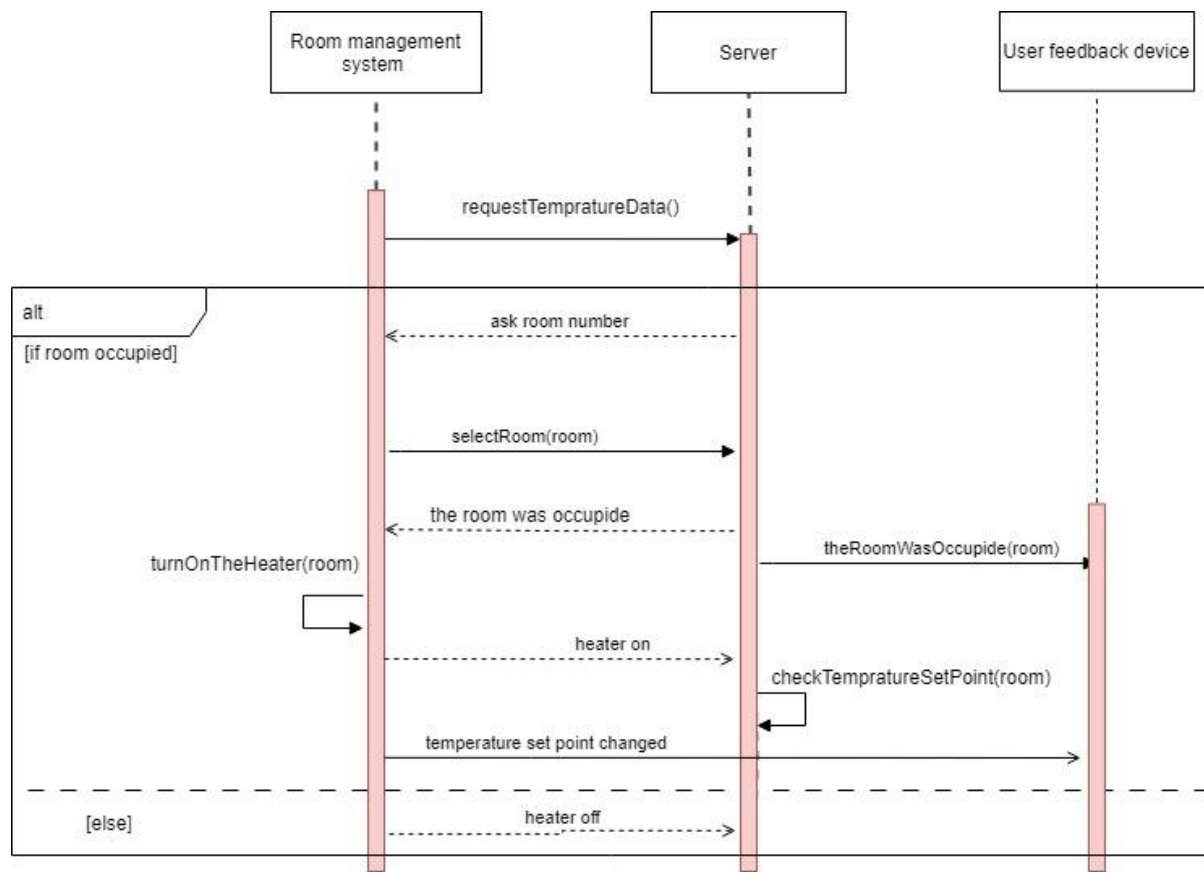 Room management
system
Server
User feedback device
requestTempratureData()
alt
ask room number
[if room occupied]
selectRoom(room)
the room was occupide
theRoomWasOccupide(room)
turnOnTheHeater(room)
heater on
checkTempratureSetPoint(room)
temperature set point changed
heater off
[else]